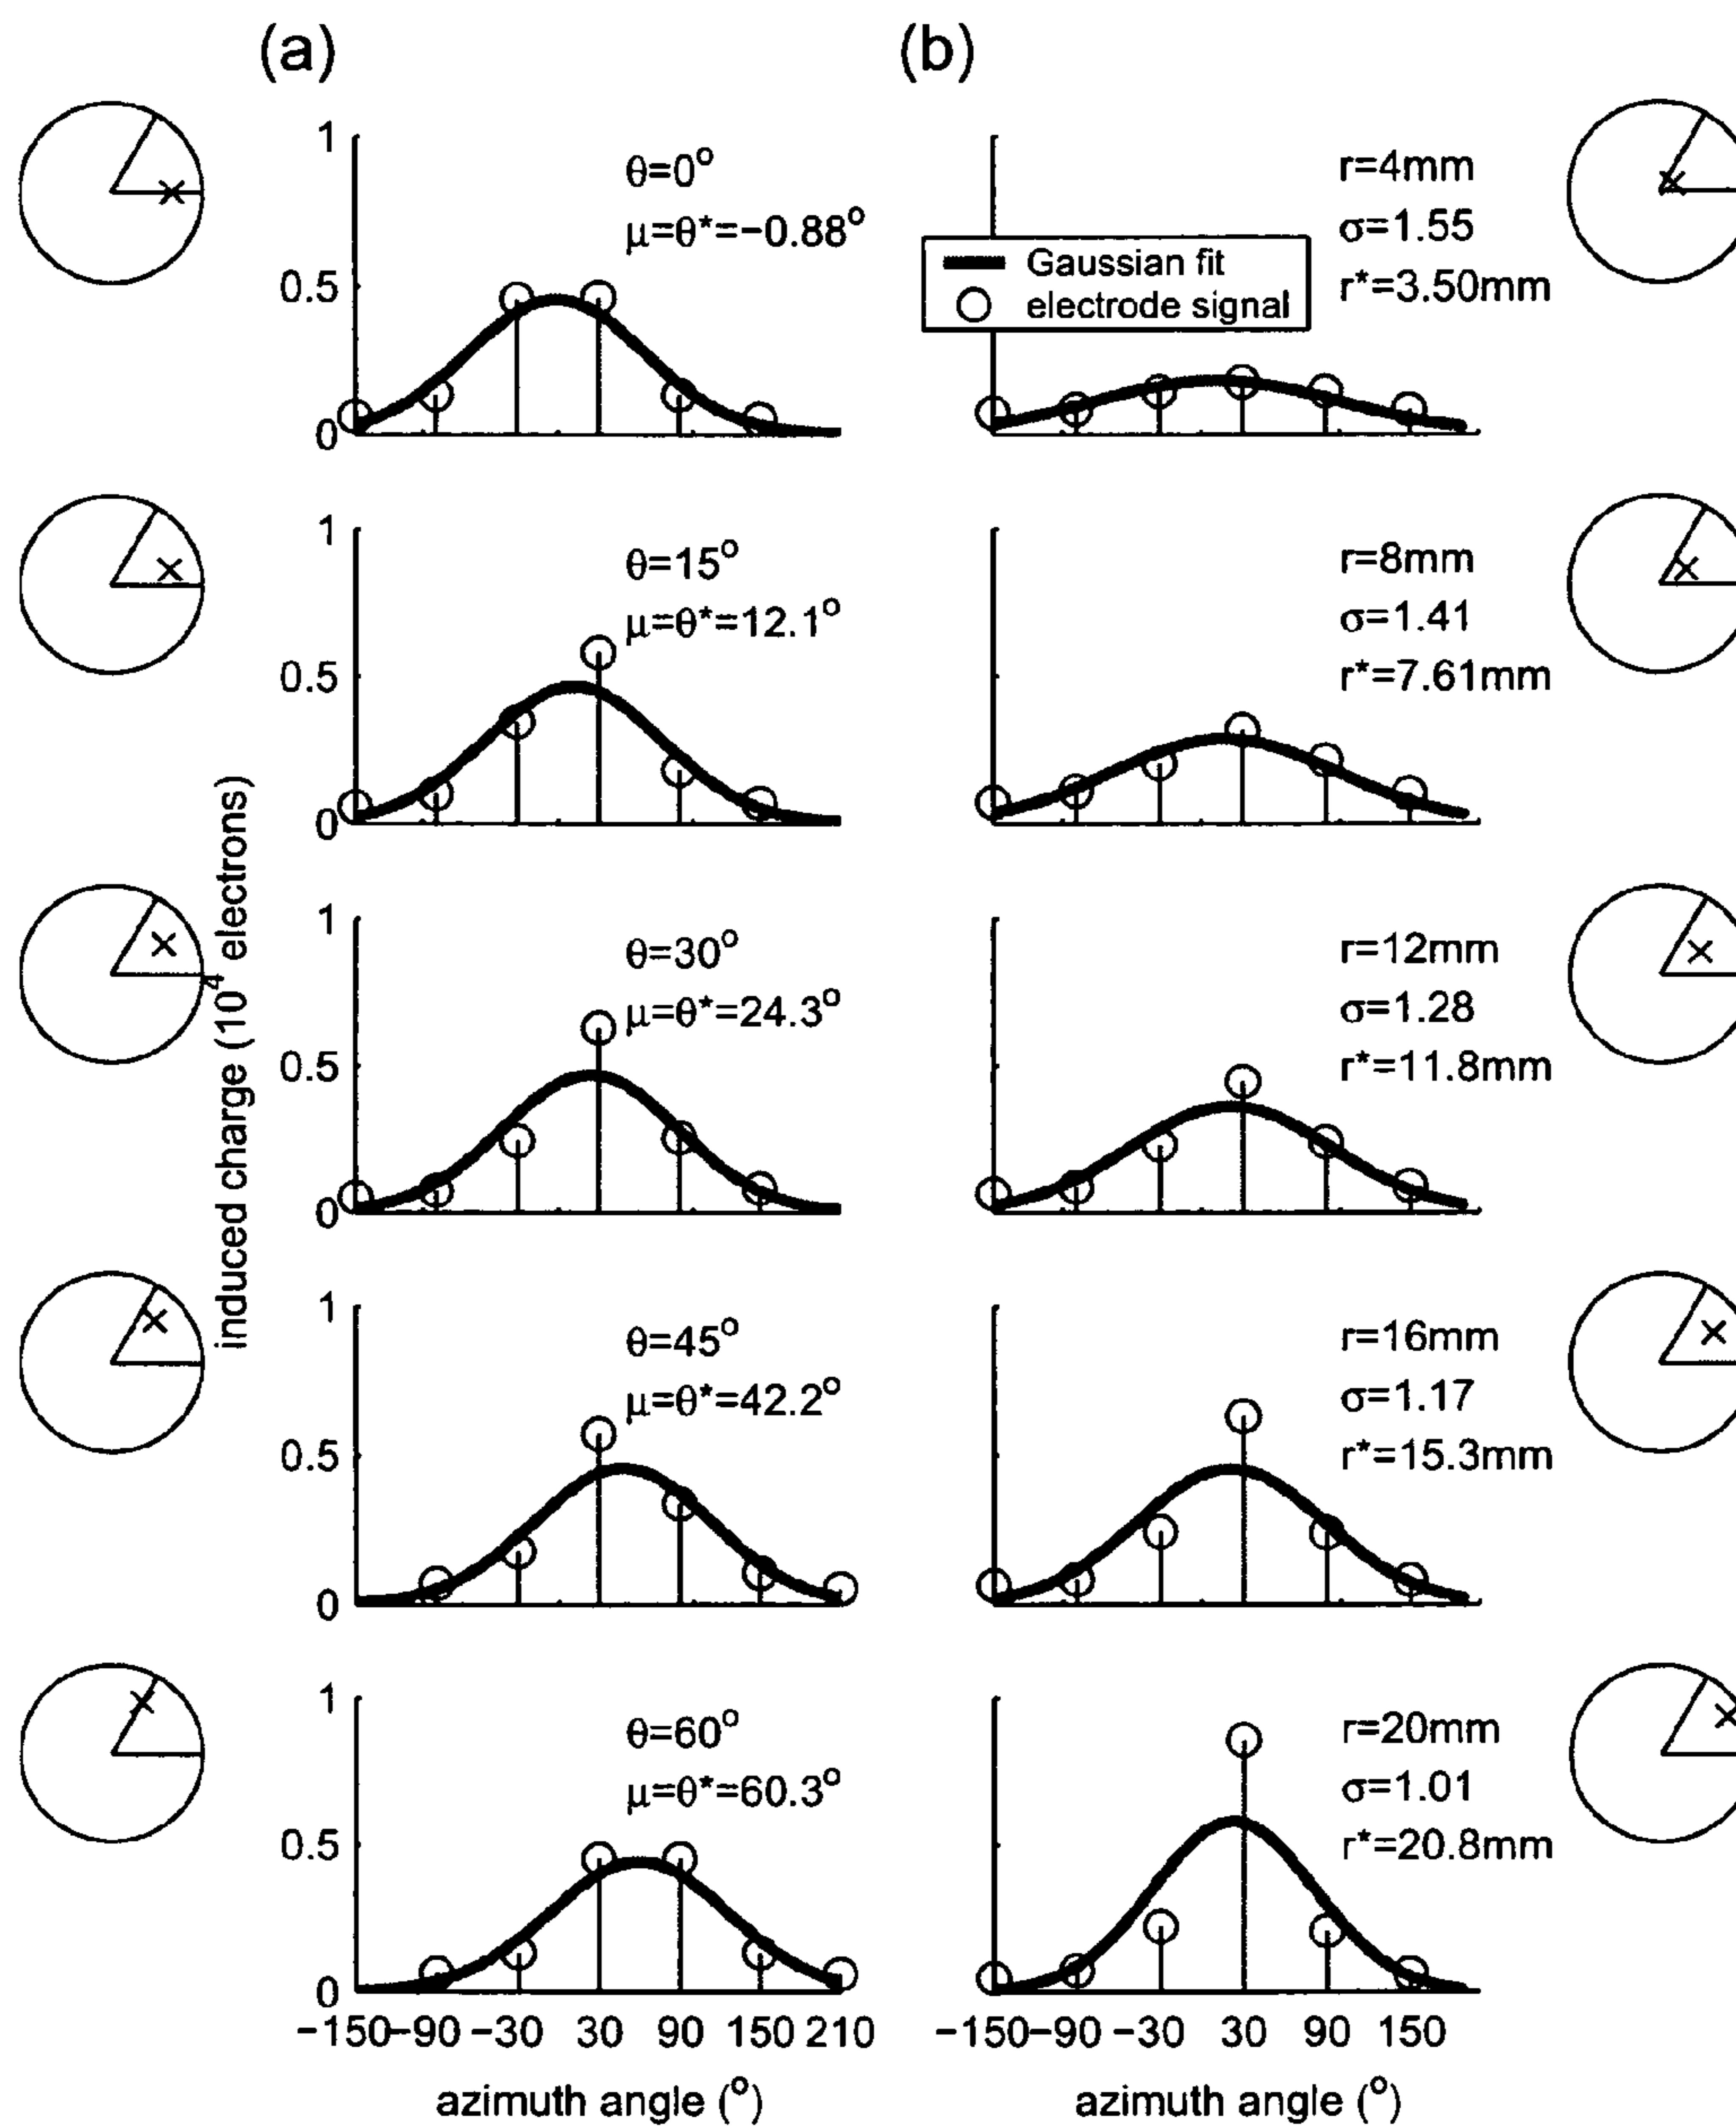 (a)
(b)
1
0.5
0
θ=0°
μ=θ*=−0.88°
r=4mm
σ=1.55
r*=3.50mm
Gaussian fit
electrode signal
1
0.5
0
θ=15°
μ=θ*=12.1°
r=8mm
σ=1.41
r*=7.61mm
induced charge (10⁴ electrons)
1
0.5
0
θ=30°
μ=θ*=24.3°
r=12mm
σ=1.28
r*=11.8mm
1
0.5
0
θ=45°
μ=θ*=42.2°
r=16mm
σ=1.17
r*=15.3mm
1
0.5
0
θ=60°
μ=θ*=60.3°
r=20mm
σ=1.01
r*=20.8mm
−150 −90 −30 30 90 150 210
−150 −90 −30 30 90 150
azimuth angle (°)
azimuth angle (°)